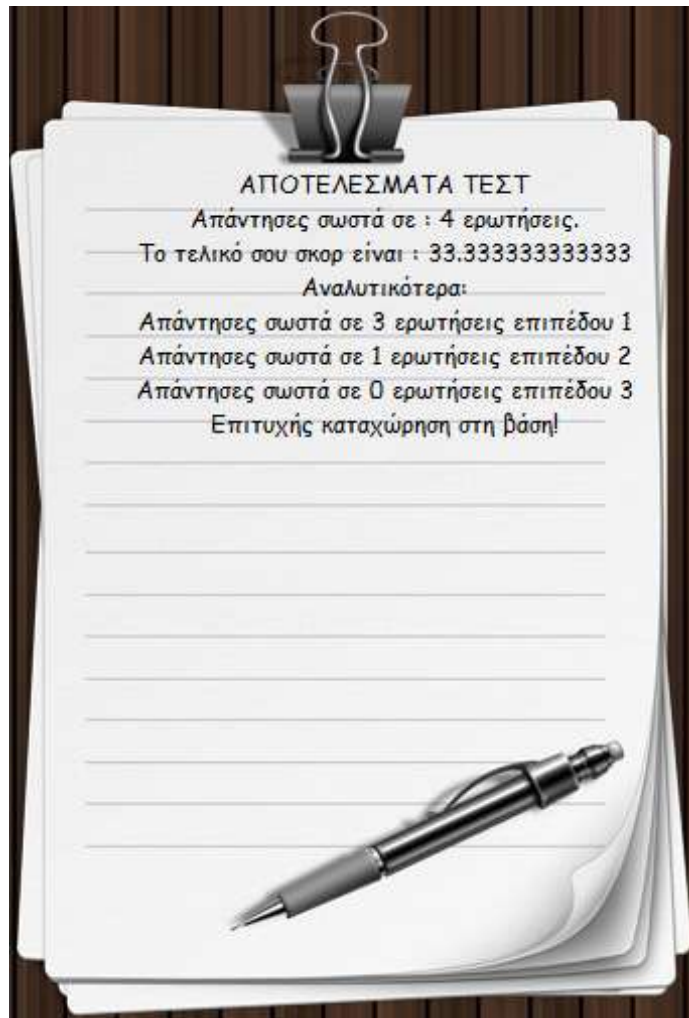 ΑΠΟΤΕΛΕΣΜΑΤΑ ΤΕΣΤ
Απάντησες σωστά σε : 4 ερωτήσεις.
Το τελικό σου σκορ είναι : 33.333333333333
Αναλυτικότερα:
Απάντησες σωστά σε 3 ερωτήσεις επιπέδου 1
Απάντησες σωστά σε 1 ερωτήσεις επιπέδου 2
Απάντησες σωστά σε 0 ερωτήσεις επιπέδου 3
Επιτυχής καταχώρηση στη βάση!